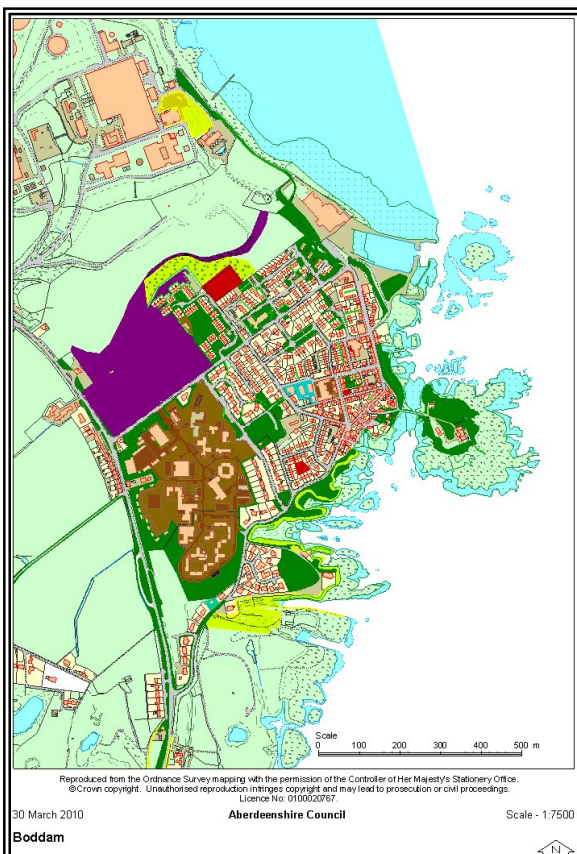 Scale
0 100 200 300 400 500 m
Reproduced from the Ordnance Survey mapping with the permission of the Controller of Her Majesty's Stationery Office.
©Crown copyright. Unauthorised reproduction infringes copyright and may lead to prosecution or civil proceedings.
Licence No: 0100020767.
30 March 2010 Aberdeenshire Council Scale - 1:7500
Boddam
N